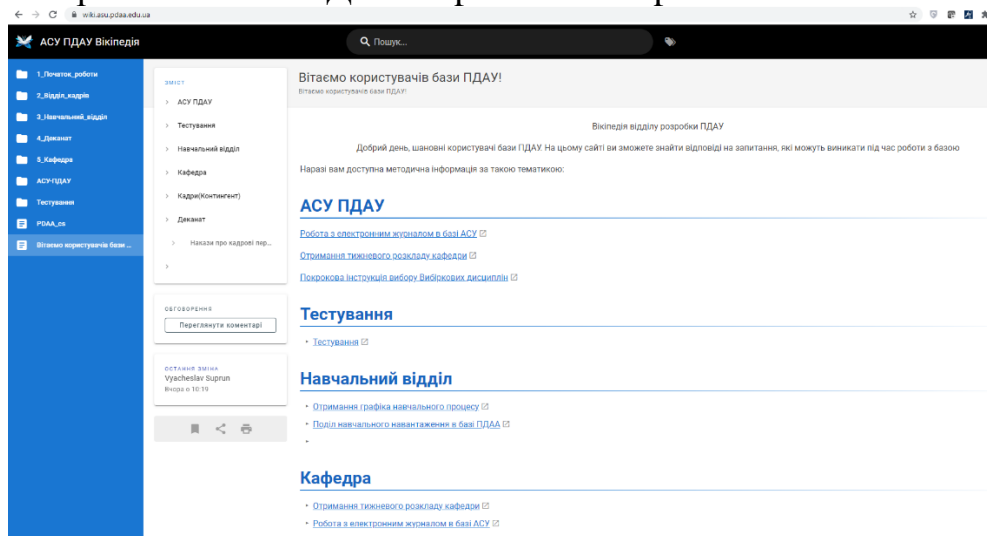 wiki.asu.pdaa.edu.ua
АСУ ПДАУ Вікіпедія
Пошук...
1_Початок_роботи
2_Відділ_кадрів
3_Навчальний_відділ
4_Деканат
5_Кафедра
АСУ-ПДАУ
Тестування
PDAA_cs
Вітаємо користувачів бази ...
ЗМІСТ
АСУ ПДАУ
Тестування
Навчальний відділ
Кафедра
Кадри(Контингент)
Деканат
Накази про кадрові пер...
ОБГОВОРЕННЯ
Переглянути коментарі
ОСТАННЯ ЗМІНА
Vyacheslav Suprun
Вчора о 10:19
Вітаємо користувачів бази ПДАУ!
Вітаємо користувачів бази ПДАУ!
Вікіпедія відділу розробки ПДАУ
Добрий день, шановні користувачі бази ПДАУ. На цьому сайті ви зможете знайти відповіді на запитання, які можуть виникати під час роботи з базою
Наразі вам доступна методична інформація за такою тематикою:
АСУ ПДАУ
Робота з електронним журналом в базі АСУ
Отримання тижневого розкладу кафедри
Покрокова інструкція вибору Вибіркових дисциплін
Тестування
• Тестування
Навчальний відділ
• Отримання графіка навчального процесу
• Поділ навчального навантаження в базі ПДАА
•
Кафедра
• Отримання тижневого розкладу кафедри
• Робота з електронним журналом в базі АСУ